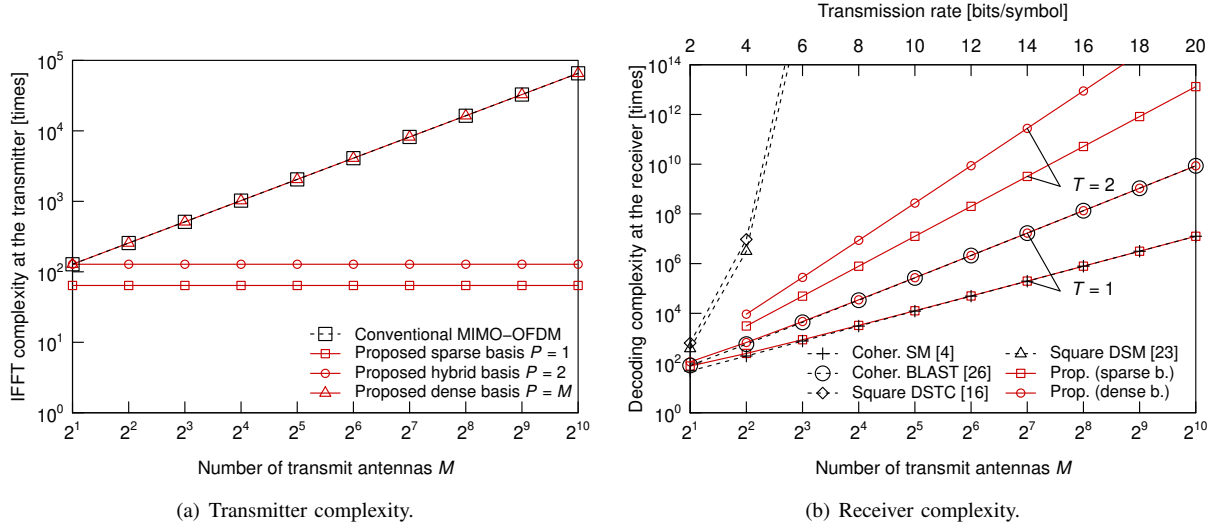 IFFT complexity at the transmitter [times]
10^5
10^4
10^3
10^2
10^1
10^0
Conventional MIMO−OFDM
Proposed sparse basis P = 1
Proposed hybrid basis P = 2
Proposed dense basis P = M
2^1 2^2 2^3 2^4 2^5 2^6 2^7 2^8 2^9 2^10
Number of transmit antennas M
(a) Transmitter complexity.
Transmission rate [bits/symbol]
2 4 6 8 10 12 14 16 18 20
Decoding complexity at the receiver [times]
10^14
10^12
10^10
10^8
10^6
10^4
10^2
10^0
T = 2
T = 1
Coher. SM [4]
Coher. BLAST [26]
Square DSTC [16]
Square DSM [23]
Prop. (sparse b.)
Prop. (dense b.)
2^1 2^2 2^3 2^4 2^5 2^6 2^7 2^8 2^9 2^10
Number of transmit antennas M
(b) Receiver complexity.